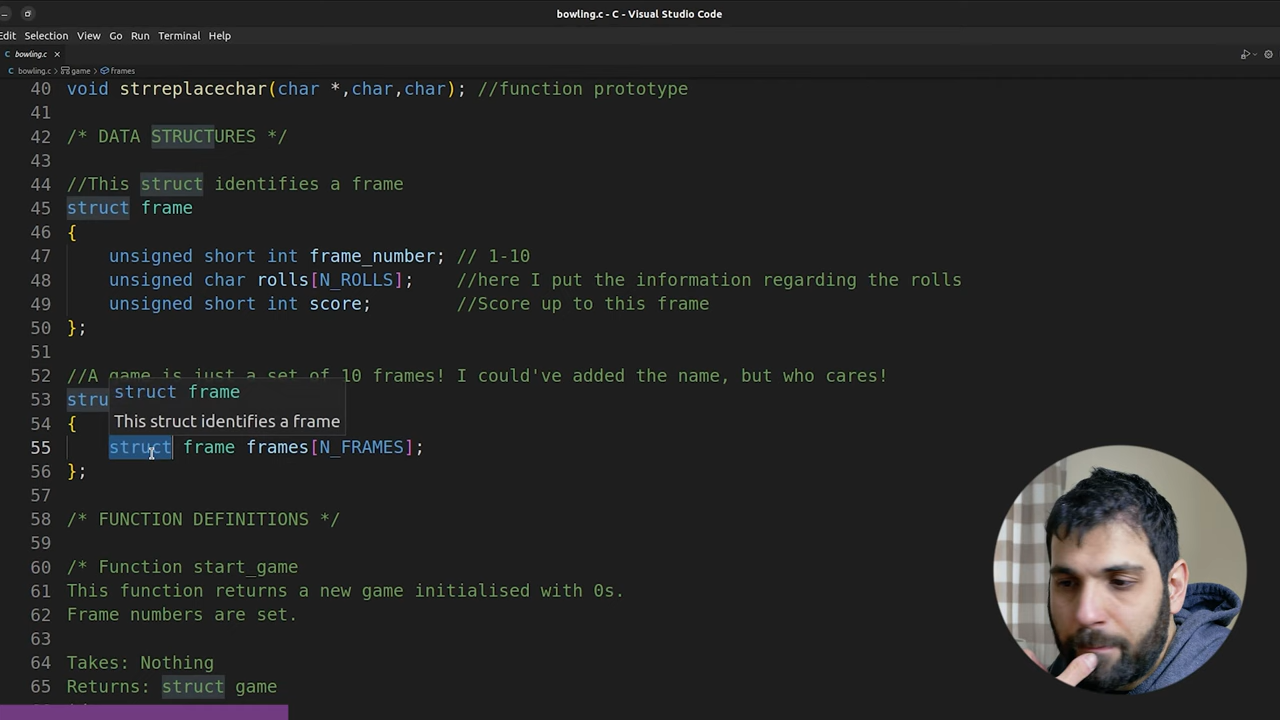 bowling.c - C - Visual Studio Code
Edit Selection View Go Run Terminal Help
C bowling.c ×
C bowling.c > game > frames
40 void strreplacechar(char *,char,char); //function prototype
41
42 /* DATA STRUCTURES */
43
44 //This struct identifies a frame
45 struct frame
46 {
47 unsigned short int frame_number; // 1-10
48 unsigned char rolls[N_ROLLS]; //here I put the information regarding the rolls
49 unsigned short int score; //Score up to this frame
50 };
51
52 //A game is just a set of 10 frames! I could've added the name, but who cares!
struct frame
53 stru
This struct identifies a frame
54 {
55 struct frame frames[N_FRAMES];
56 };
57
58 /* FUNCTION DEFINITIONS */
59
60 /* Function start_game
61 This function returns a new game initialised with 0s.
62 Frame numbers are set.
63
64 Takes: Nothing
65 Returns: struct game